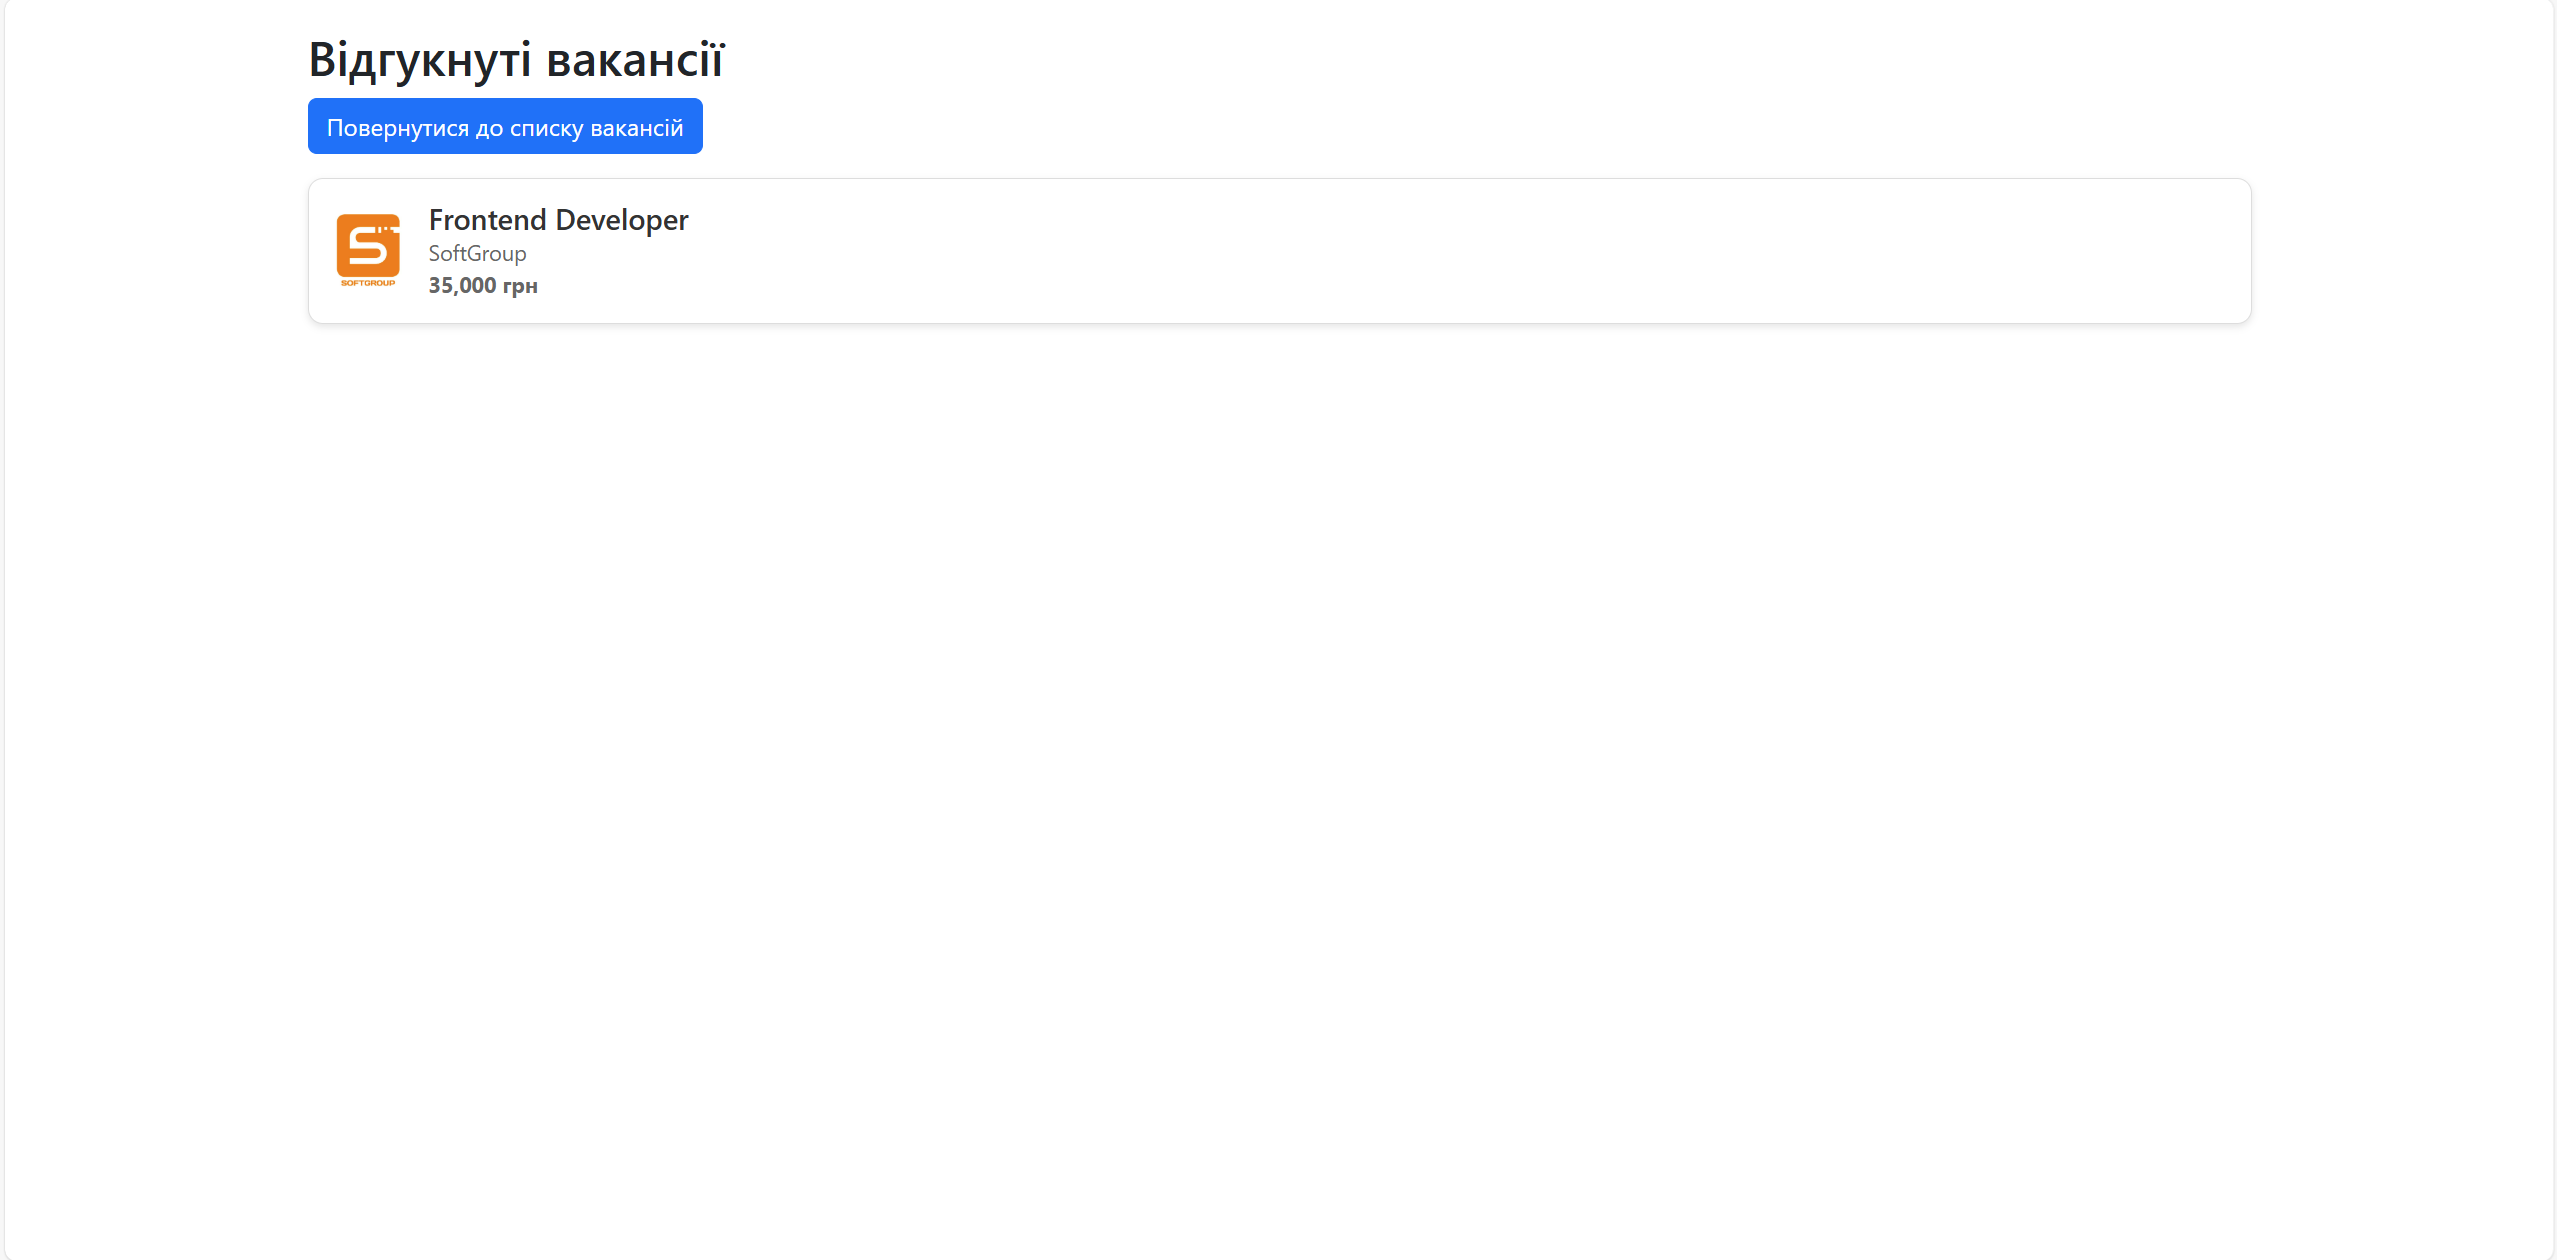 Відгукнуті вакансії
Повернутися до списку вакансій
SOFTGROUP
Frontend Developer
SoftGroup
35,000 грн